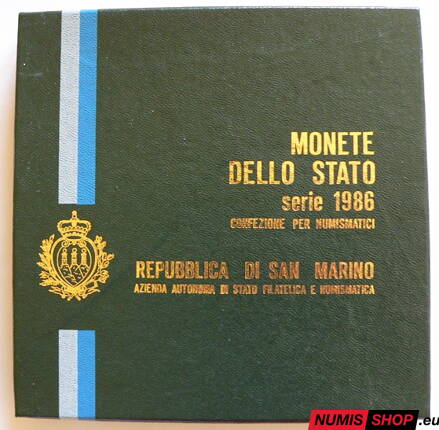 MONETE
DELLO STATO
serie 1986
CONFEZIONE PER NUMISMATICI
REPUBBLICA DI SAN MARINO
AZIENDA AUTONOMA DI STATO FILATELICA E NUMISMATICA
NUMIS SHOP.eu